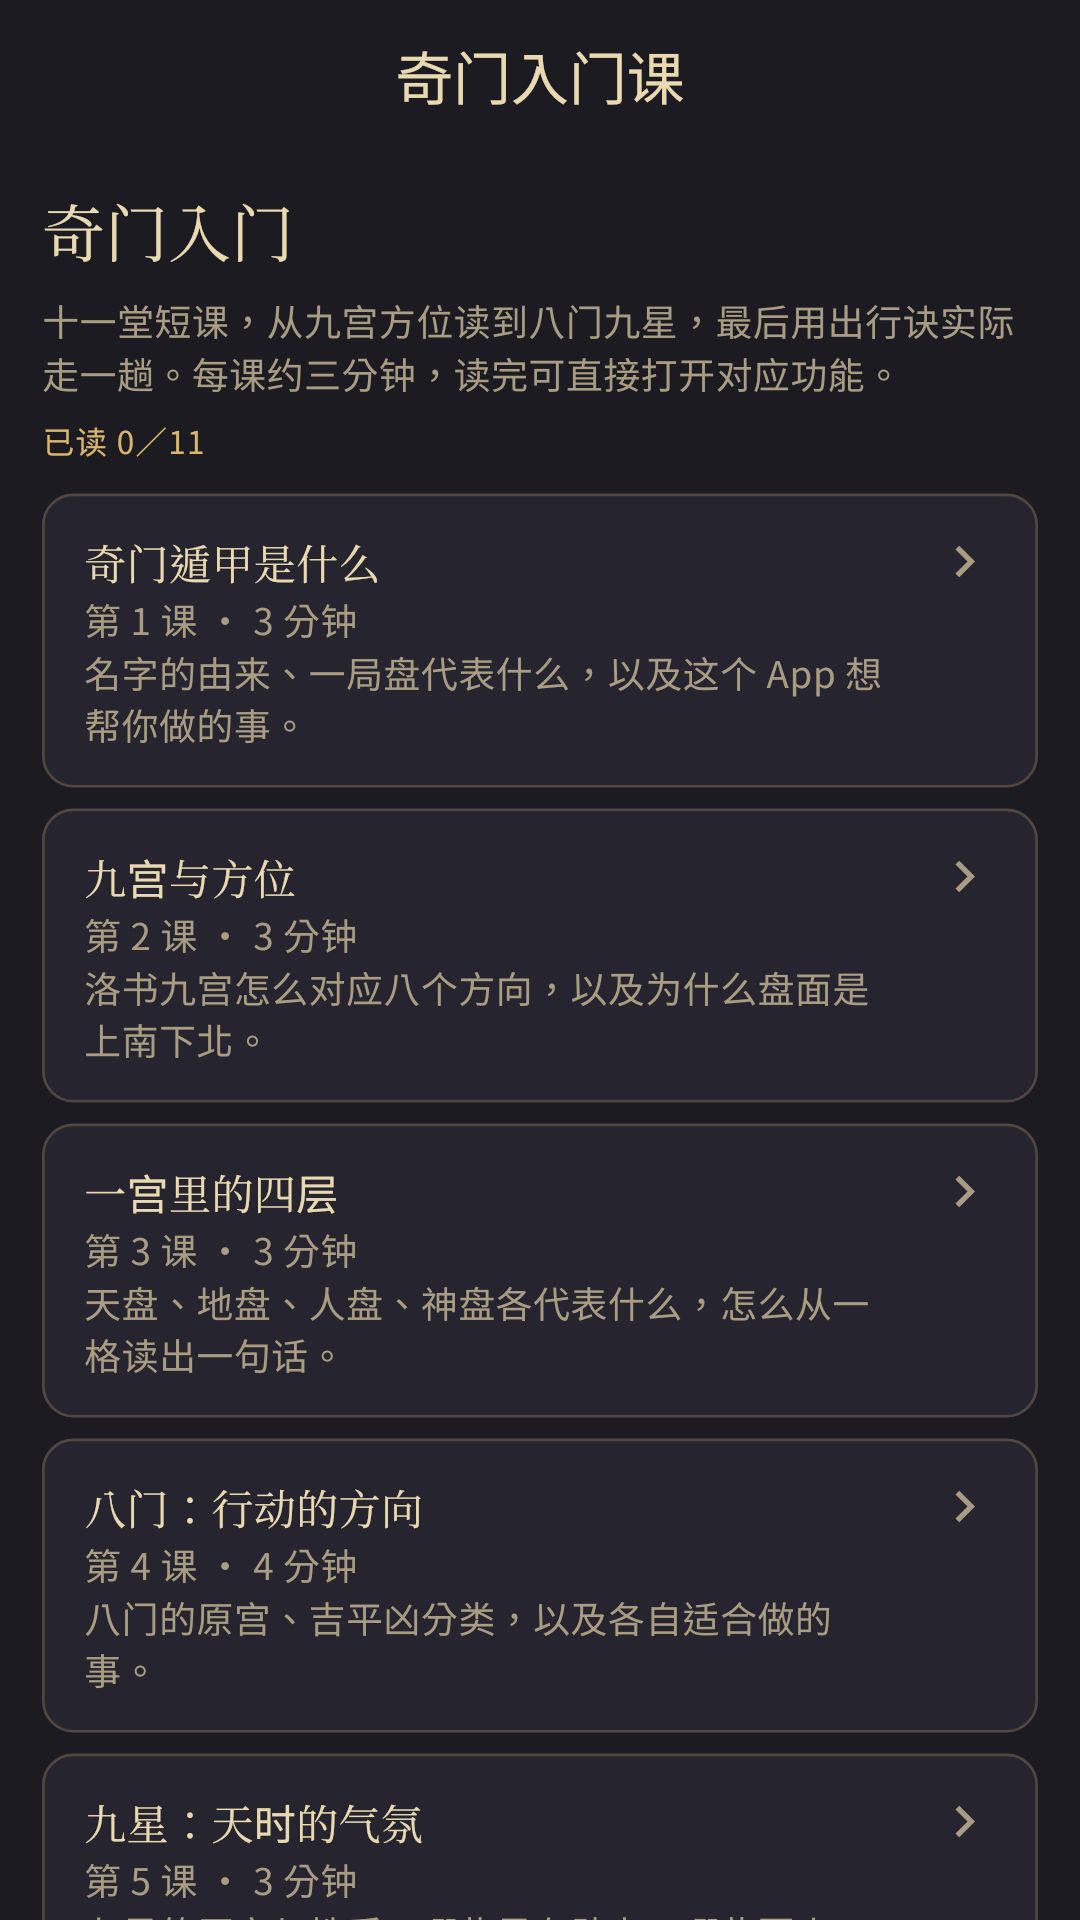 奇门入门课
奇门入门
十一堂短课，从九宫方位读到八门九星，最后用出行诀实际
走一趟。每课约三分钟，读完可直接打开对应功能。
已读 0／11
奇门遁甲是什么
第 1 课 · 3 分钟
名字的由来、一局盘代表什么，以及这个 App 想
帮你做的事。
九宫与方位
第 2 课 · 3 分钟
洛书九宫怎么对应八个方向，以及为什么盘面是
上南下北。
一宫里的四层
第 3 课 · 3 分钟
天盘、地盘、人盘、神盘各代表什么，怎么从一
格读出一句话。
八门：行动的方向
第 4 课 · 4 分钟
八门的原宫、吉平凶分类，以及各自适合做的
事。
九星：天时的气氛
第 5 课 · 3 分钟